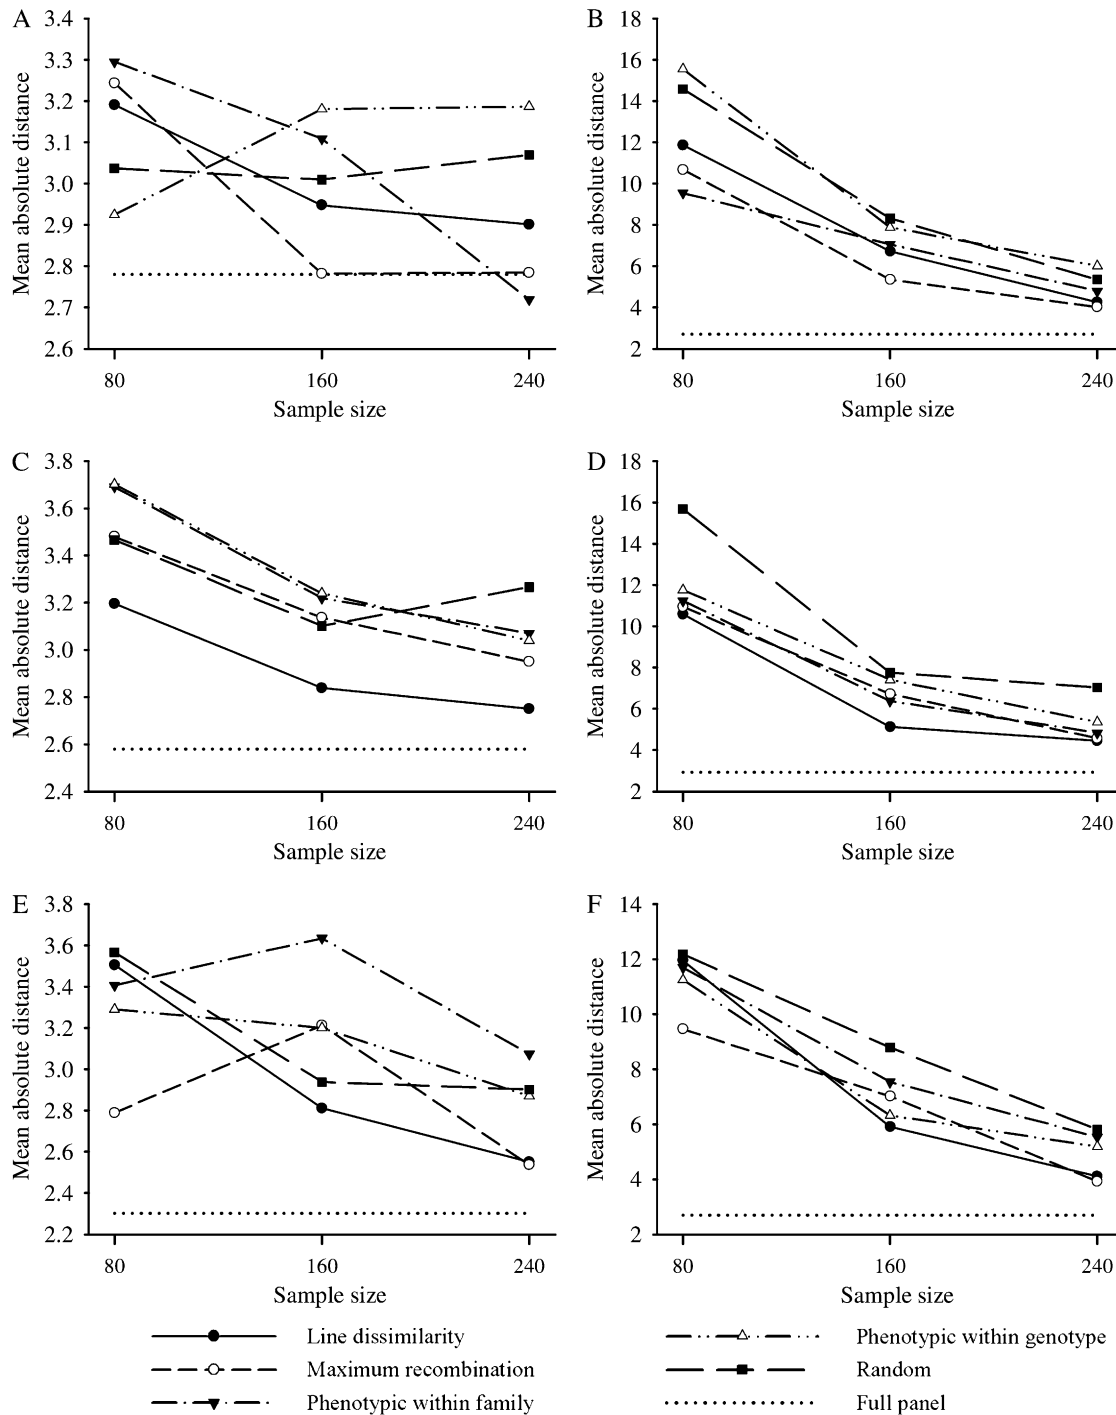 A
3.4
3.3
3.2
3.1
3.0
2.9
2.8
2.7
2.6
Mean absolute distance
80 160 240
Sample size
B
18
16
14
12
10
8
6
4
2
Mean absolute distance
80 160 240
Sample size
C
3.8
3.6
3.4
3.2
3.0
2.8
2.6
2.4
Mean absolute distance
80 160 240
Sample size
D
18
16
14
12
10
8
6
4
2
Mean absolute distance
80 160 240
Sample size
E
3.8
3.6
3.4
3.2
3.0
2.8
2.6
2.4
2.2
Mean absolute distance
80 160 240
Sample size
F
14
12
10
8
6
4
2
Mean absolute distance
80 160 240
Sample size
Line dissimilarity
Maximum recombination
Phenotypic within family
Phenotypic within genotype
Random
Full panel